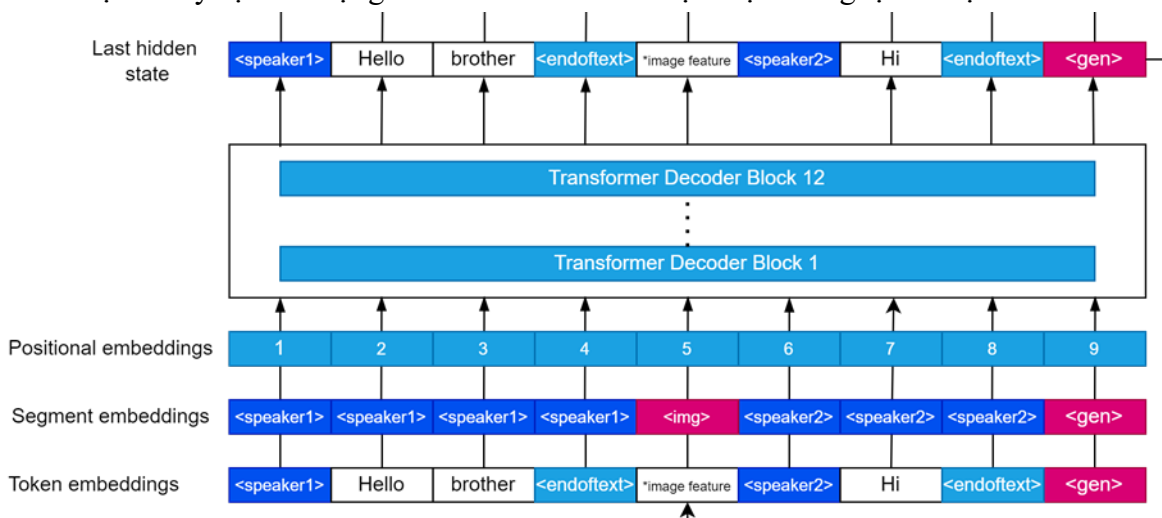 Last hidden state
<speaker1> Hello brother <endoftext> *image feature <speaker2> Hi <endoftext> <gen>
Transformer Decoder Block 12
Transformer Decoder Block 1
Positional embeddings 1 2 3 4 5 6 7 8 9
Segment embeddings <speaker1> <speaker1> <speaker1> <speaker1> <img> <speaker2> <speaker2> <speaker2> <gen>
Token embeddings <speaker1> Hello brother <endoftext> *image feature <speaker2> Hi <endoftext> <gen>